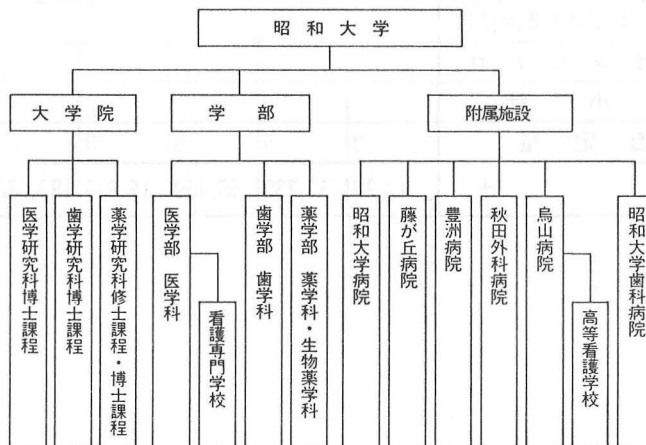 昭和大学
大学院
学部
附属施設
医学研究科博士課程
歯学研究科博士課程
薬学研究科修士課程・博士課程
医学部 医学科
看護専門学校
歯学部 歯学科
薬学部 薬学科・生物薬学科
昭和大学病院
藤が丘病院
豊洲病院
秋田外科病院
烏山病院
高等看護学校
昭和大学歯科病院